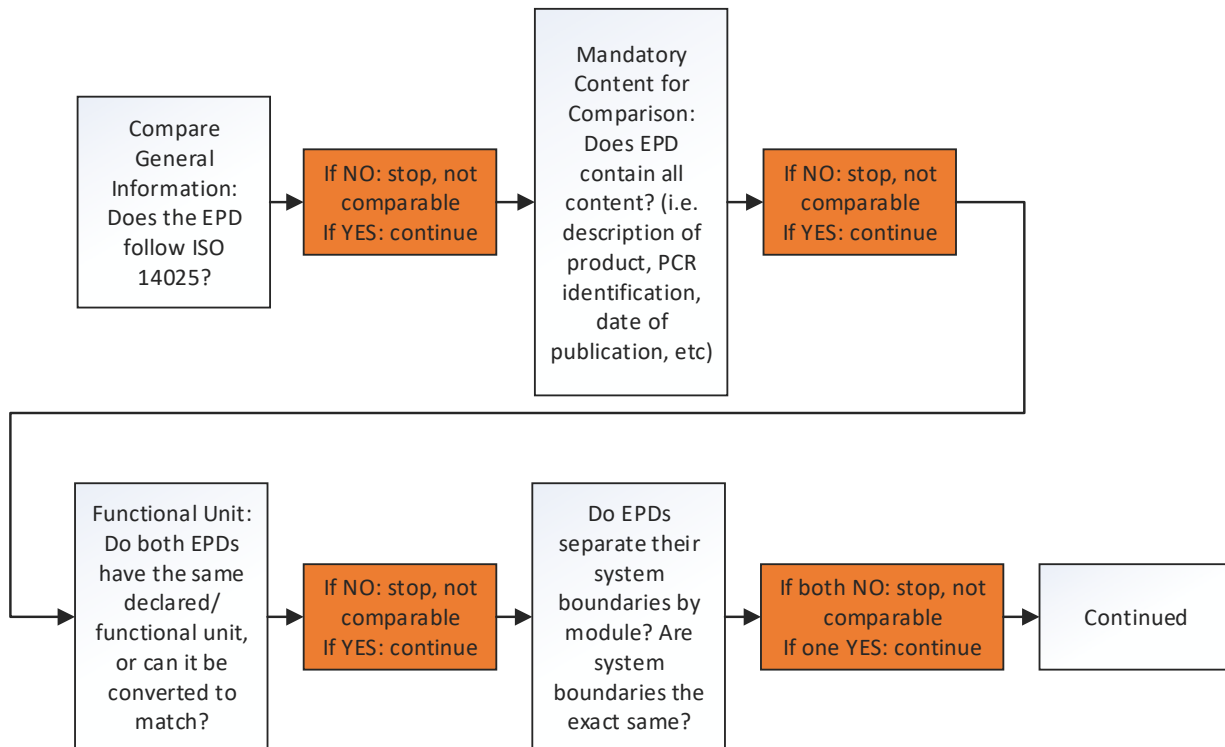 Compare
General
Information:
Does the EPD
follow ISO
14025?
If NO: stop, not
comparable
If YES: continue
Mandatory
Content for
Comparison:
Does EPD
contain all
content? (i.e.
description of
product, PCR
identification,
date of
publication, etc)
If NO: stop, not
comparable
If YES: continue
Functional Unit:
Do both EPDs
have the same
declared/
functional unit,
or can it be
converted to
match?
If NO: stop, not
comparable
If YES: continue
Do EPDs
separate their
system
boundaries by
module? Are
system
boundaries the
exact same?
If both NO: stop, not
comparable
If one YES: continue
Continued